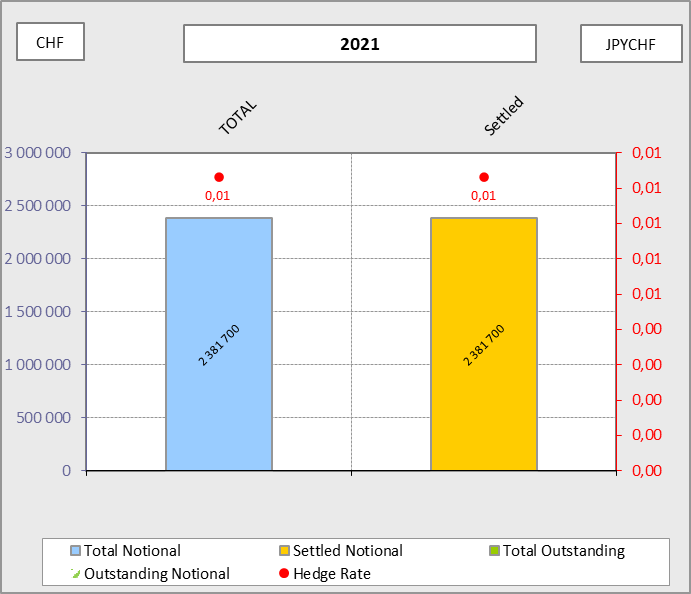 CHF
2021
JPYCHF
TOTAL
Settled
3 000 000
2 500 000
2 000 000
1 500 000
1 000 000
500 000
0
0,01
0,01
2 381 700
2 381 700
0,01
0,01
0,01
0,01
0,01
0,00
0,00
0,00
0,00
0,00
Total Notional
Settled Notional
Total Outstanding
Outstanding Notional
Hedge Rate